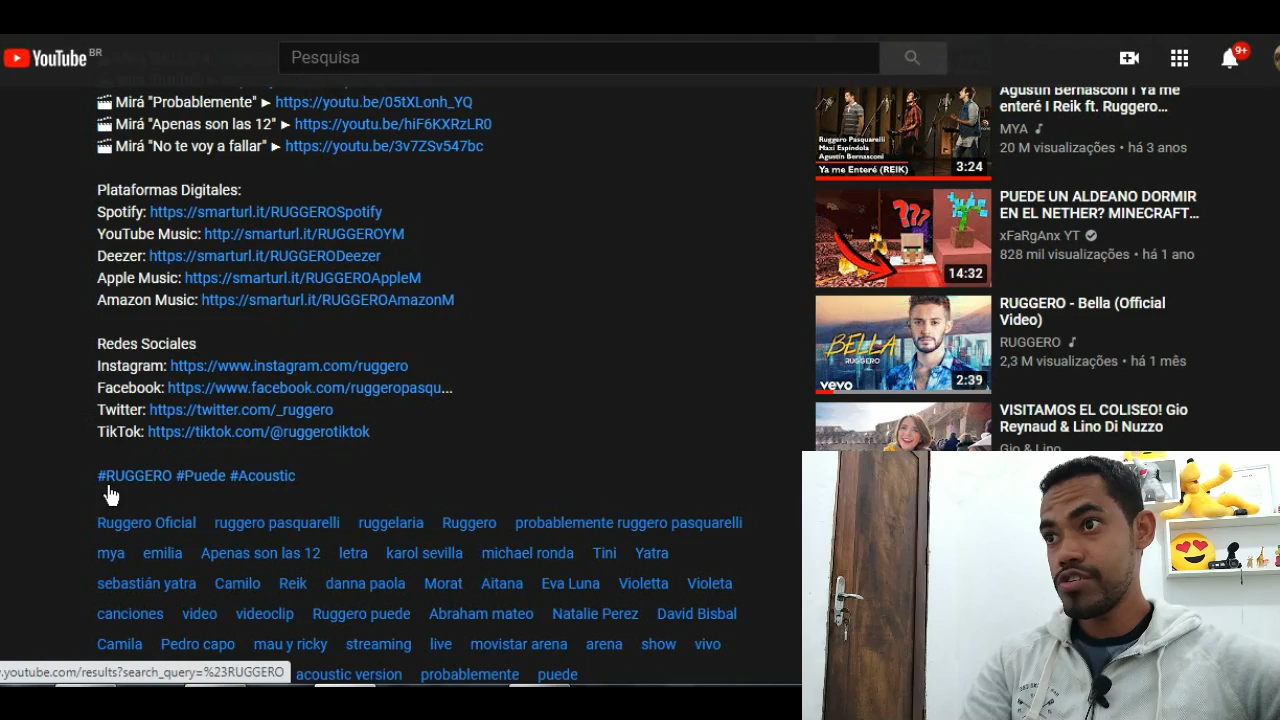 YouTube BR
Pesquisa
9+
Mirá "Probablemente" ► https://youtu.be/05tXLonh_YQ
Mirá "Apenas son las 12" ► https://youtu.be/hiF6KXRzLR0
Mirá "No te voy a fallar" ► https://youtu.be/3v7ZSv547bc
Plataformas Digitales:
Spotify: https://smarturl.it/RUGGEROSpotify
YouTube Music: http://smarturl.it/RUGGEROYM
Deezer: https://smarturl.it/RUGGERODeezer
Apple Music: https://smarturl.it/RUGGEROAppleM
Amazon Music: https://smarturl.it/RUGGEROAmazonM
Redes Sociales
Instagram: https://www.instagram.com/ruggero
Facebook: https://www.facebook.com/ruggeropasqu...
Twitter: https://twitter.com/_ruggero
TikTok: https://tiktok.com/@ruggerotiktok
#RUGGERO #Puede #Acoustic
Ruggero Oficial ruggero pasquarelli ruggelaria Ruggero probablemente ruggero pasquarelli
mya emilia Apenas son las 12 letra karol sevilla michael ronda Tini Yatra
sebastián yatra Camilo Reik danna paola Morat Aitana Eva Luna Violetta Violeta
canciones video videoclip Ruggero puede Abraham mateo Natalie Perez David Bisbal
Camila Pedro capo mau y ricky streaming live movistar arena arena show vivo
acoustic version probablemente puede
.youtube.com/results?search_query=%23RUGGERO
Ruggero Pasquarelli
Maxi Espindola
Agustin Bernasconi
Ya me Enteré (REIK)
3:24
Agustín Bernasconi I Ya me
enteré I Reik ft. Ruggero...
MYA
20 M visualizações • há 3 anos
???
14:32
PUEDE UN ALDEANO DORMIR
EN EL NETHER? MINECRAFT...
xFaRgAnx YT
828 mil visualizações • há 1 ano
BELLA
RUGGERO
vevo
2:39
RUGGERO - Bella (Official
Video)
RUGGERO
2,3 M visualizações • há 1 mês
VISITAMOS EL COLISEO! Gio
Reynaud & Lino Di Nuzzo
Gio & Lino